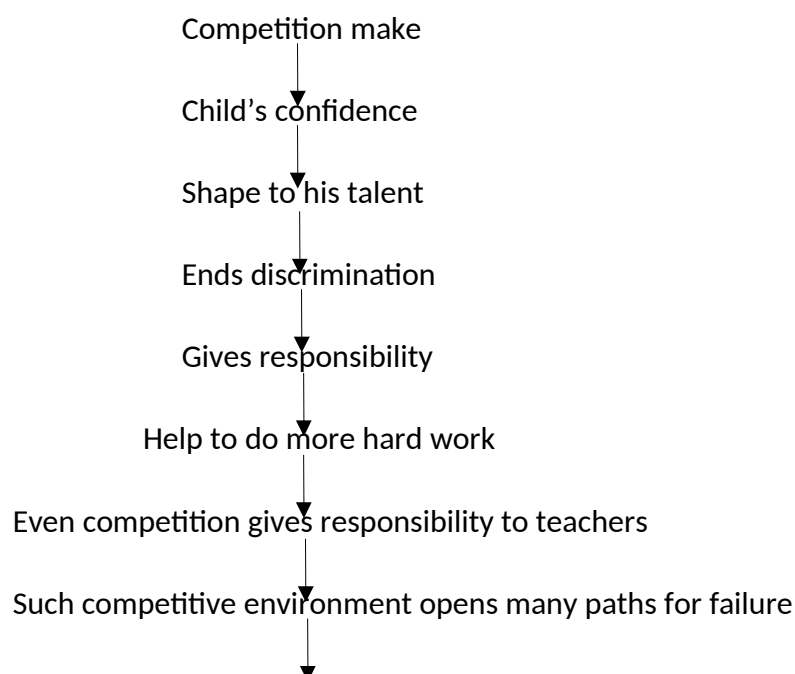 Competition make
Child’s confidence
Shape to his talent
Ends discrimination
Gives responsibility
Help to do more hard work
Even competition gives responsibility to teachers
Such competitive environment opens many paths for failure